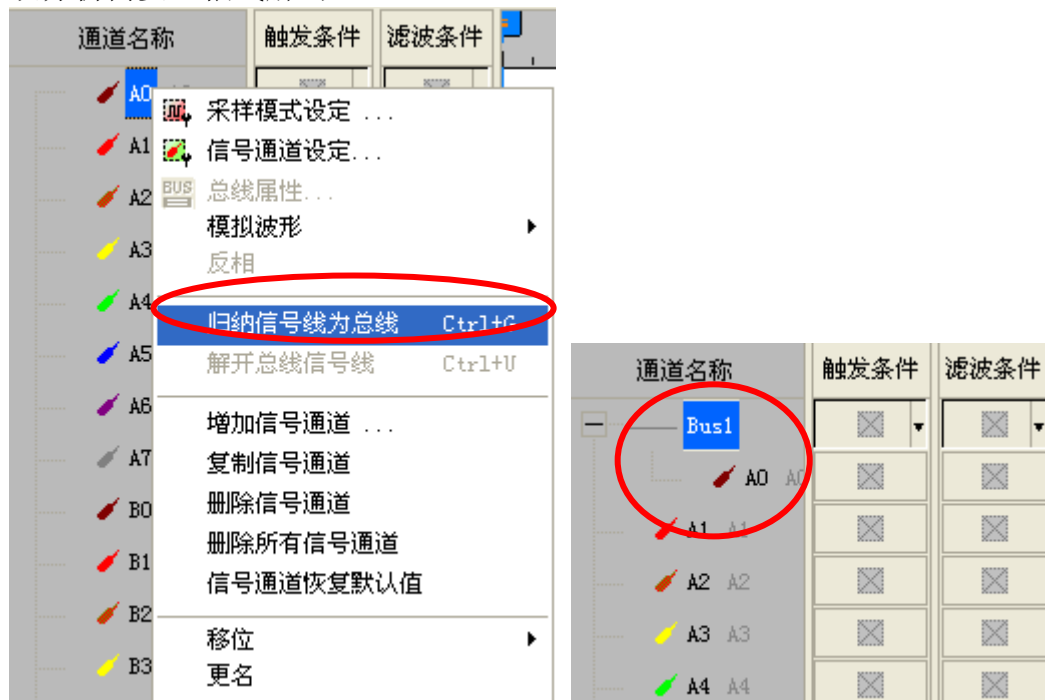 通道名称 触发条件 滤波条件
A0
采样模式设定 ...
A1 信号通道设定...
A2 BUS 总线属性...
模拟波形
A3 反相
A4
归纳信号线为总线 Ctrl+G
A5 解开总线信号线 Ctrl+U
A6
增加信号通道 ...
A7 复制信号通道
B0 删除信号通道
删除所有信号通道
B1
信号通道恢复默认值
B2
移位
B3 更名
通道名称 触发条件 滤波条件
Bus1
A0 A0
A1 A1
A2 A2
A3 A3
A4 A4